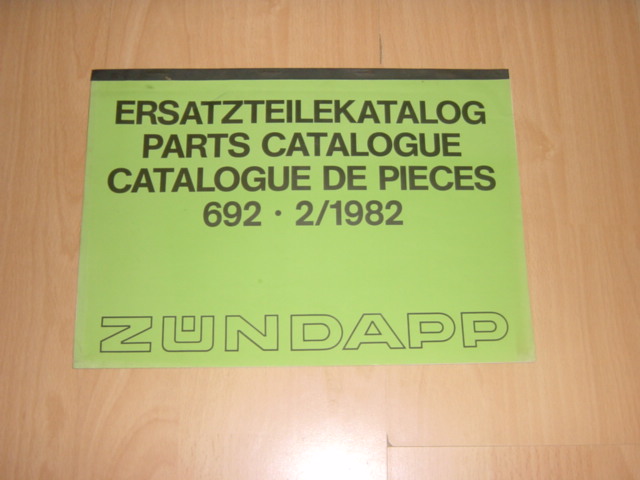 ERSATZTEILEKATALOG
PARTS CATALOGUE
CATALOGUE DE PIECES
692 · 2/1982
ZÜNDAPP